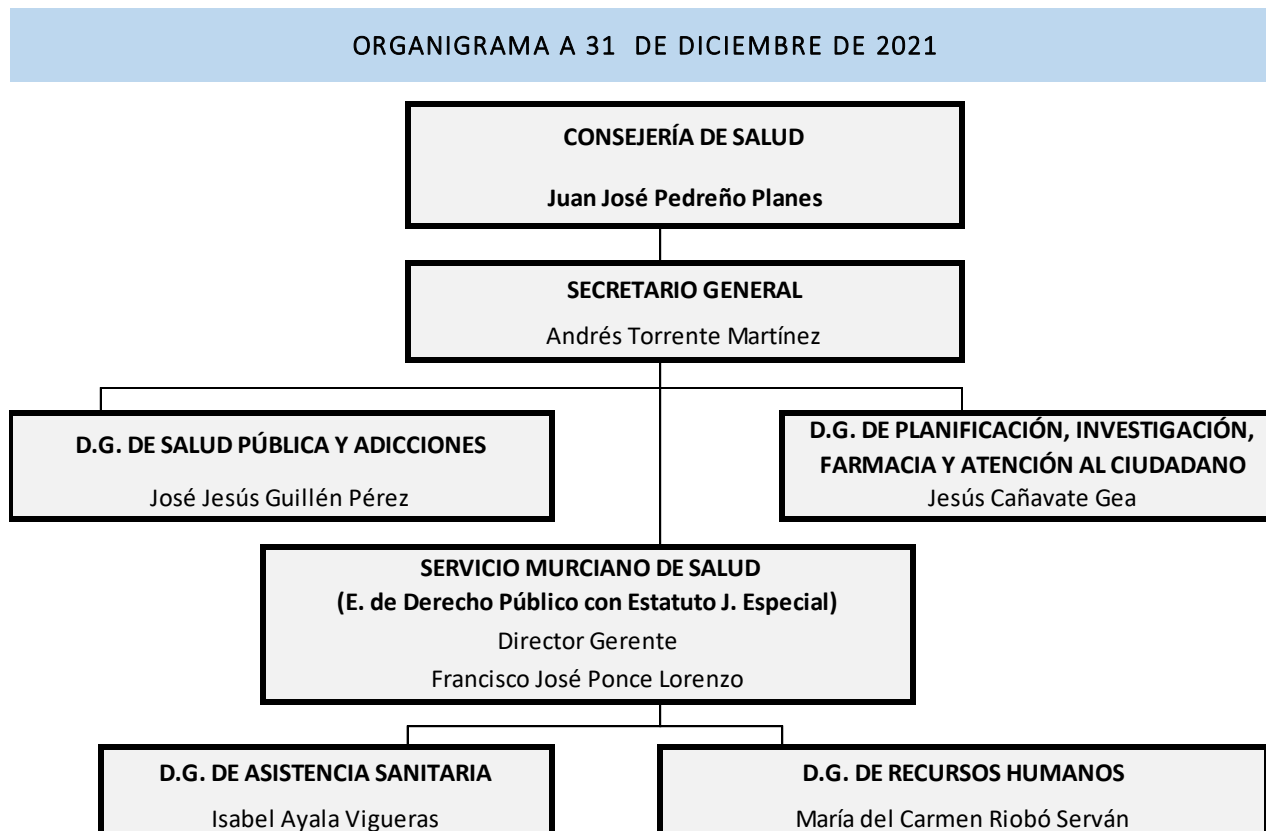 ORGANIGRAMA A 31 DE DICIEMBRE DE 2021
CONSEJERÍA DE SALUD
Juan José Pedreño Planes
SECRETARIO GENERAL
Andrés Torrente Martínez
D.G. DE SALUD PÚBLICA Y ADICCIONES
José Jesús Guillén Pérez
D.G. DE PLANIFICACIÓN, INVESTIGACIÓN,
FARMACIA Y ATENCIÓN AL CIUDADANO
Jesús Cañavate Gea
SERVICIO MURCIANO DE SALUD
(E. de Derecho Público con Estatuto J. Especial)
Director Gerente
Francisco José Ponce Lorenzo
D.G. DE ASISTENCIA SANITARIA
Isabel Ayala Vigueras
D.G. DE RECURSOS HUMANOS
María del Carmen Riobó Serván